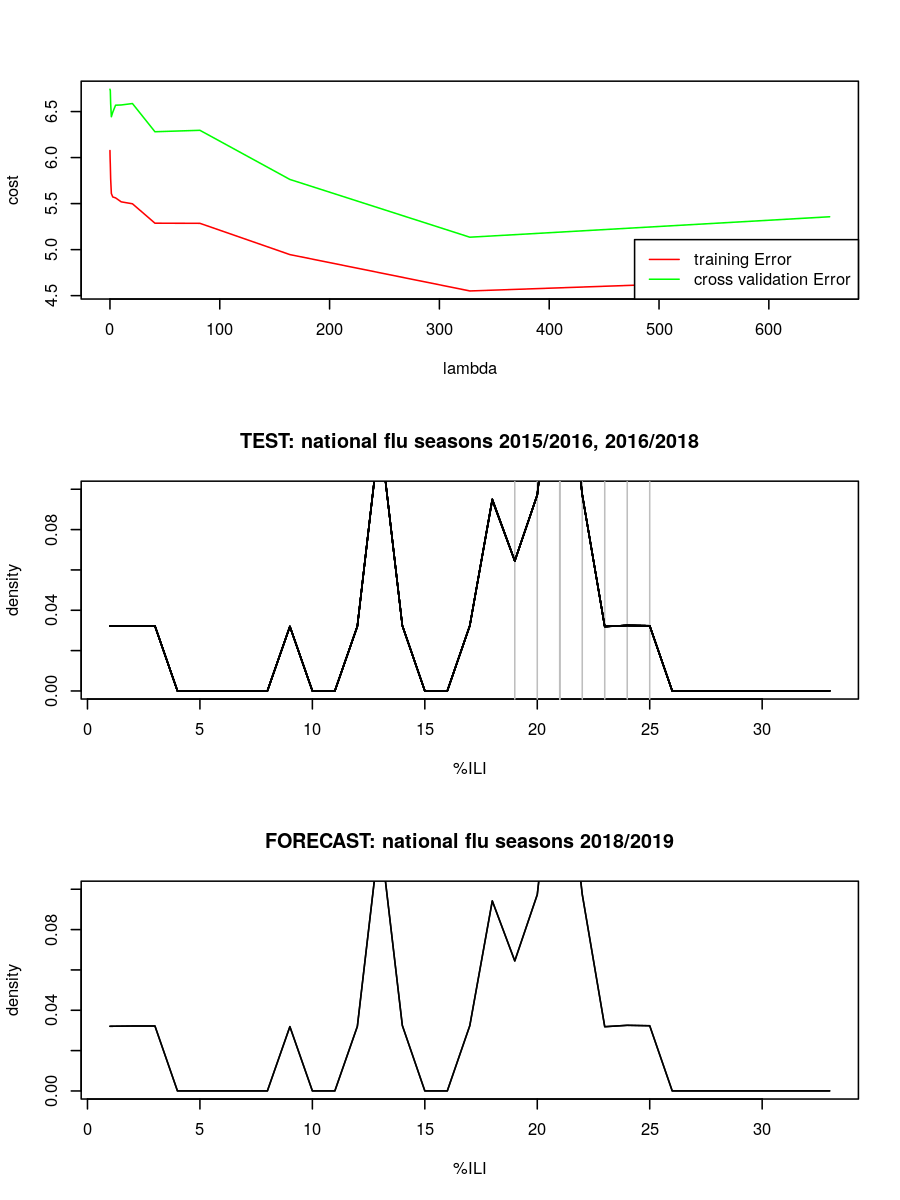 6.5
6.0
5.5
5.0
4.5
cost
training Error
cross validation Error
0 100 200 300 400 500 600
lambda
TEST: national flu seasons 2015/2016, 2016/2018
0.08
0.04
0.00
density
0 5 10 15 20 25 30
%ILI
FORECAST: national flu seasons 2018/2019
0.08
0.04
0.00
density
0 5 10 15 20 25 30
%ILI